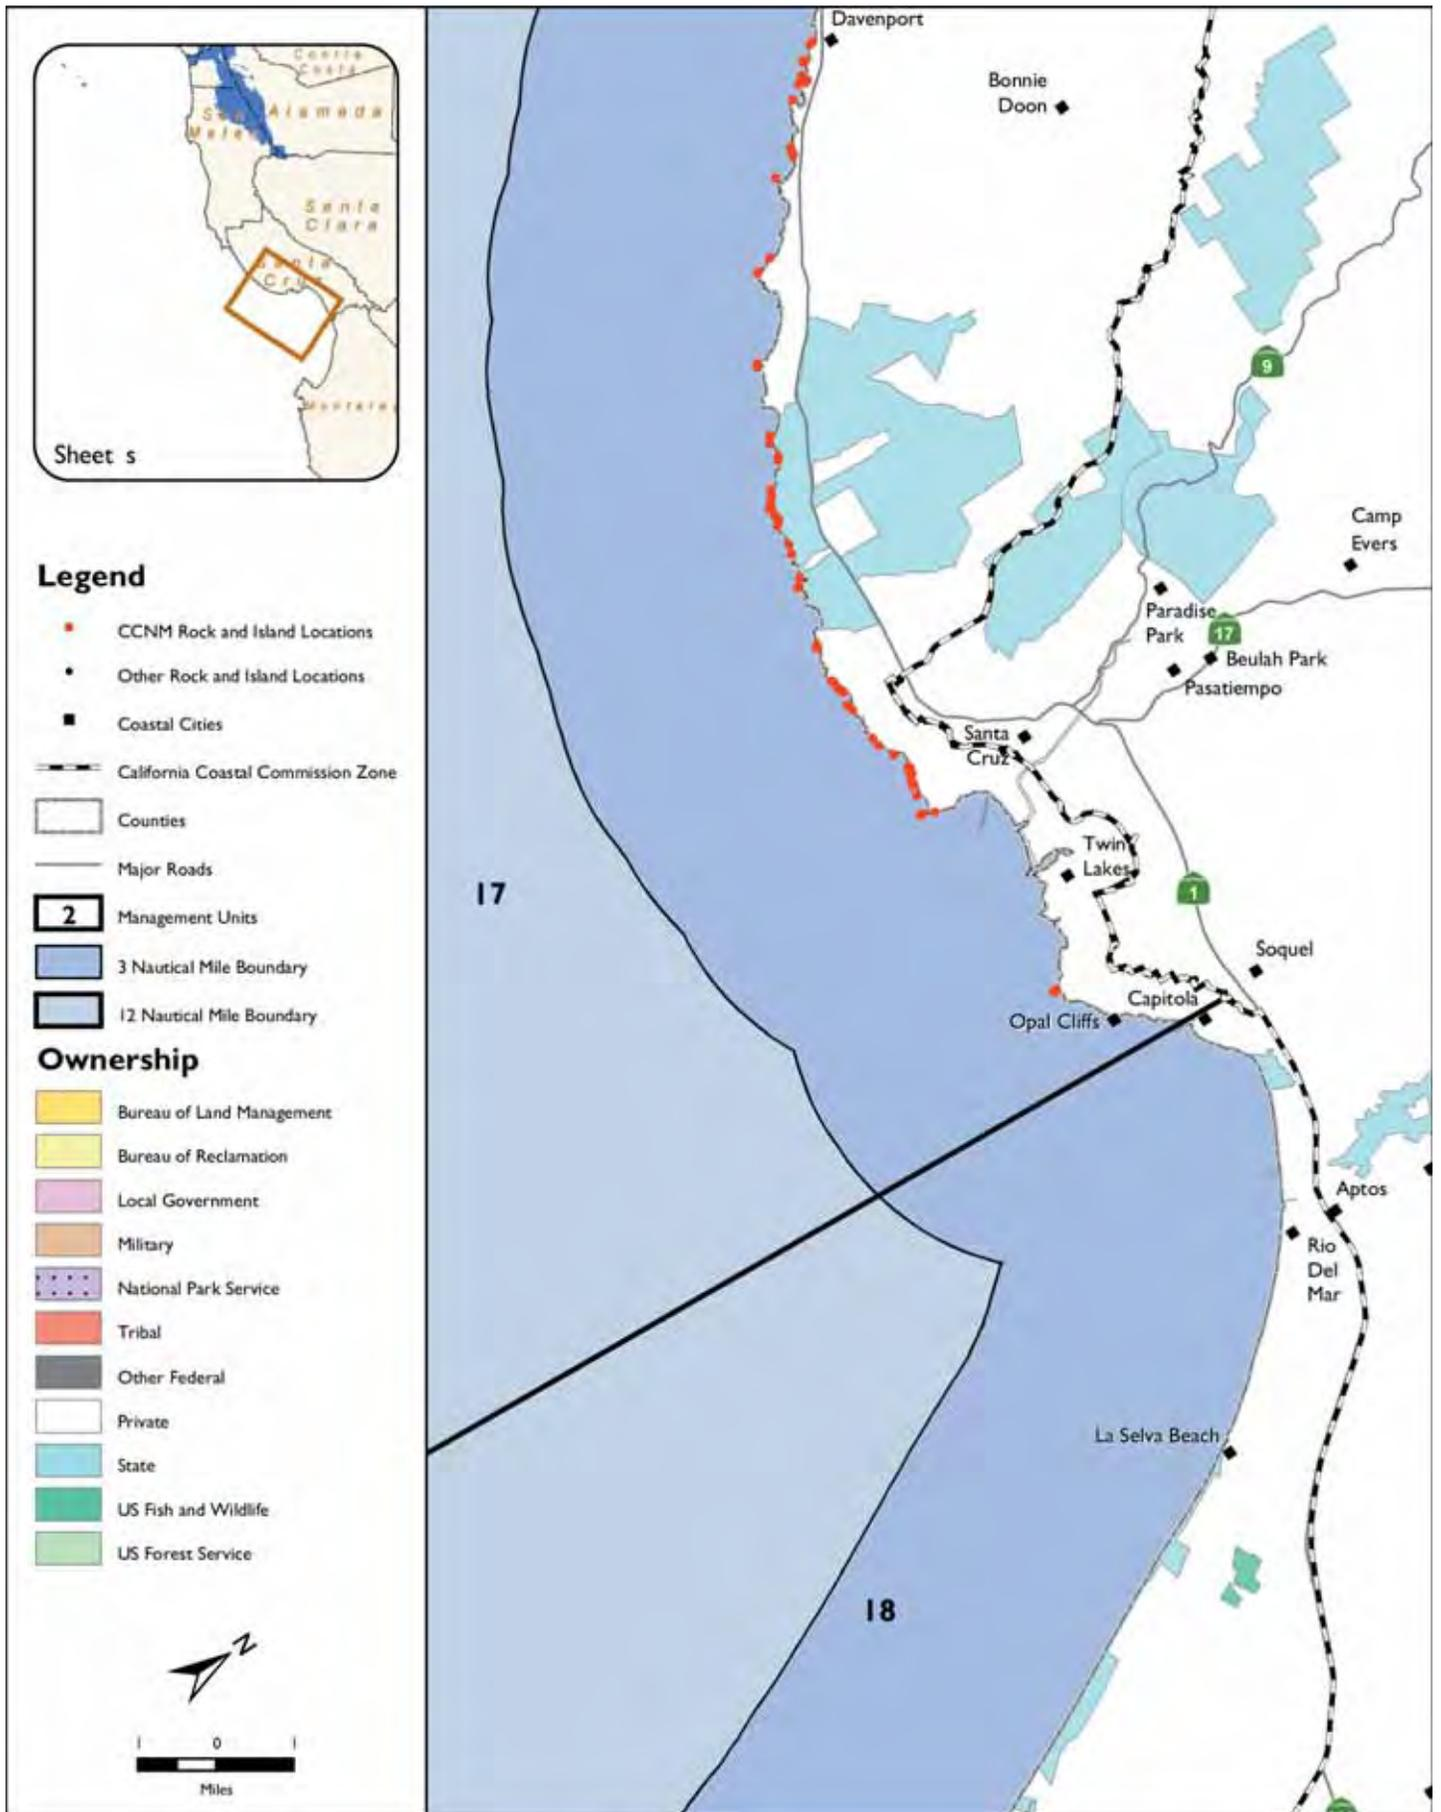 Contra
Costa
San
Mateo
Alameda
Santa
Clara
Santa
Cruz
Monterey
Sheet s
Legend
CCNM Rock and Island Locations
Other Rock and Island Locations
Coastal Cities
California Coastal Commission Zone
Counties
Major Roads
2
Management Units
3 Nautical Mile Boundary
12 Nautical Mile Boundary
Ownership
Bureau of Land Management
Bureau of Reclamation
Local Government
Military
National Park Service
Tribal
Other Federal
Private
State
US Fish and Wildlife
US Forest Service
N
1 0 1
Miles
Davenport
Bonnie
Doon
9
Camp
Evers
Paradise
Park
17
Beulah Park
Pasatiempo
Santa
Cruz
Twin
Lakes
17
1
Soquel
Capitola
Opal Cliffs
Aptos
Rio
Del
Mar
La Selva Beach
18